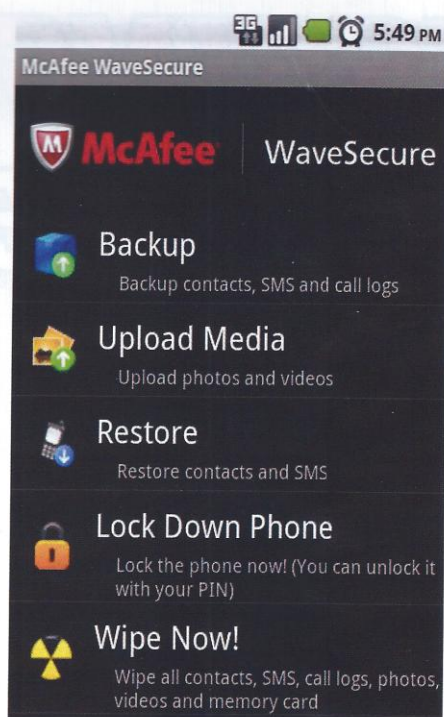 3G 5:49 PM
McAfee WaveSecure
M McAfee WaveSecure
Backup
Backup contacts, SMS and call logs
Upload Media
Upload photos and videos
Restore
Restore contacts and SMS
Lock Down Phone
Lock the phone now! (You can unlock it
with your PIN)
Wipe Now!
Wipe all contacts, SMS, call logs, photos,
videos and memory card